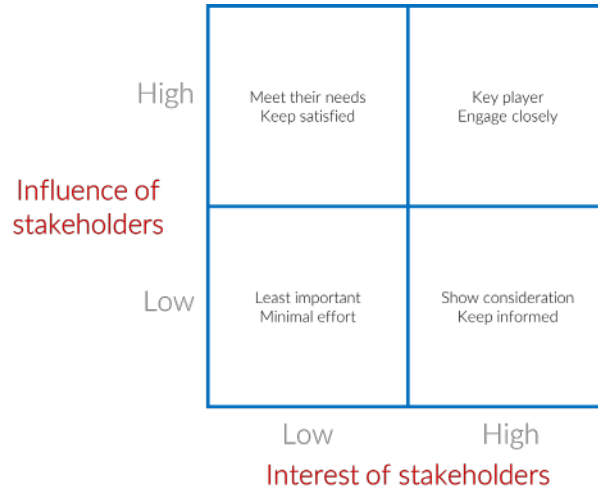 High
Meet their needs
Keep satisfied
Key player
Engage closely
Influence of
stakeholders
Low
Least important
Minimal effort
Show consideration
Keep informed
Low
High
Interest of stakeholders